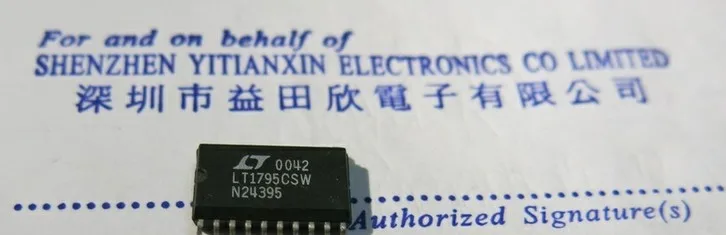 For and on behalf of
SHENZHEN YITIANXIN ELECTRONICS CO LIMITED
深圳市益田欣電子有限公司
LT 0042
LT1795CSW
N24395
Authorized Signature(s)